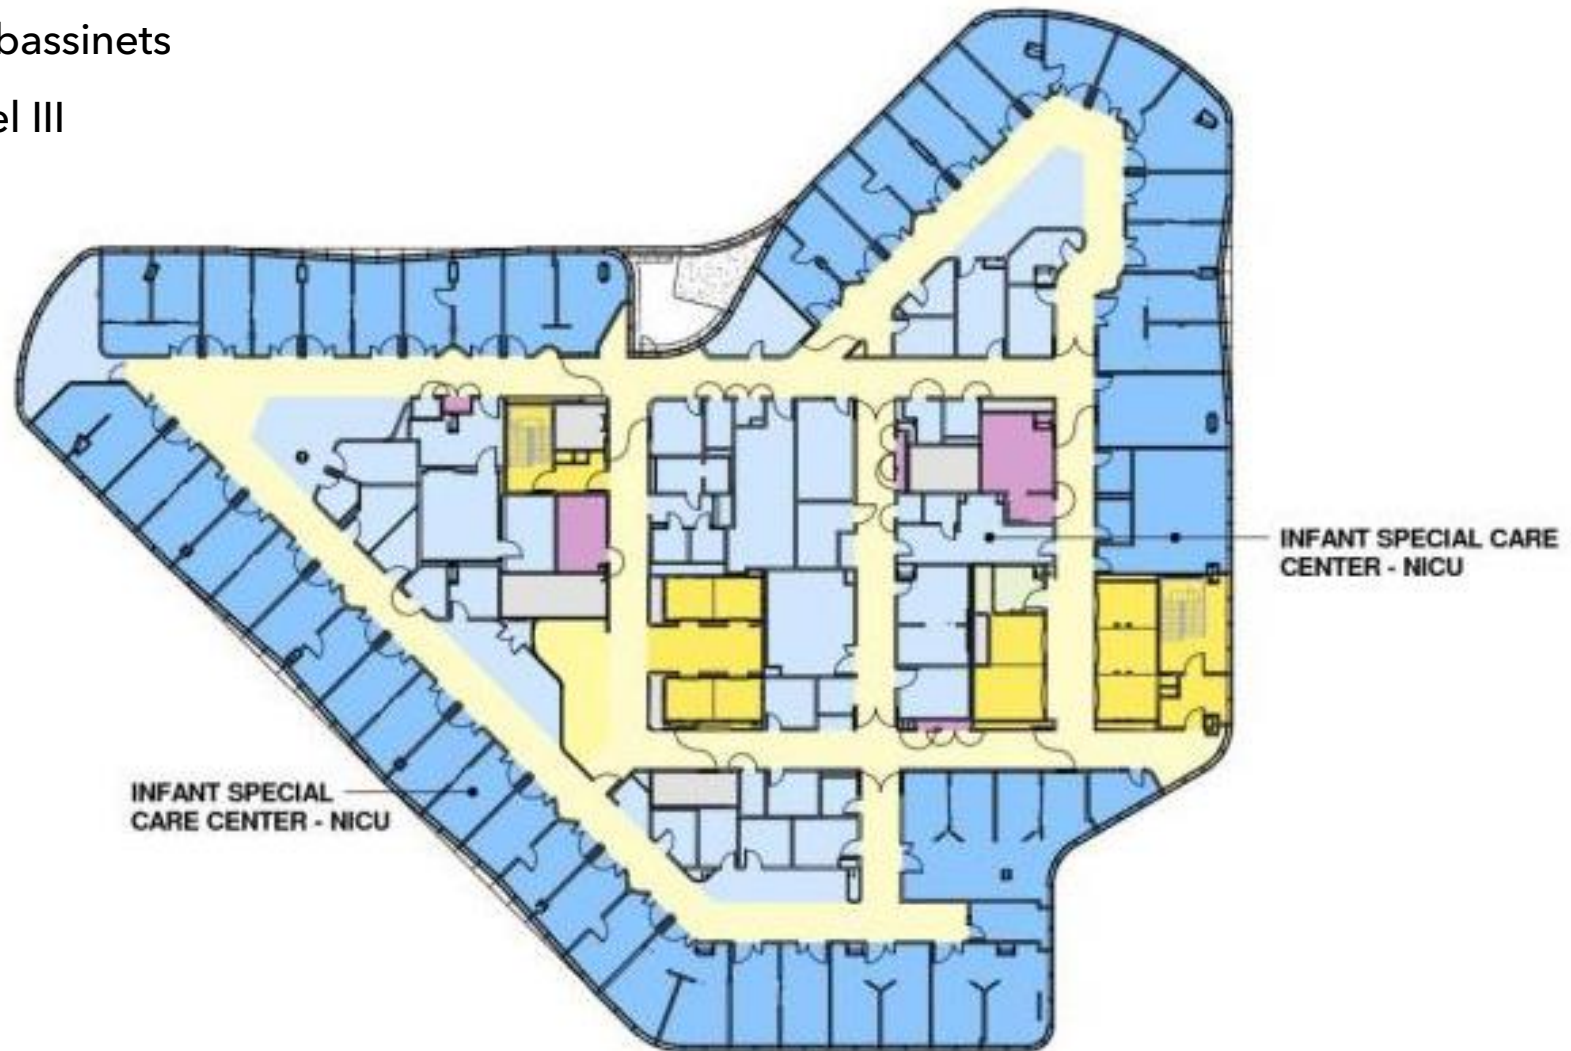 bassinets
el III
INFANT SPECIAL CARE
CENTER - NICU
INFANT SPECIAL
CARE CENTER - NICU